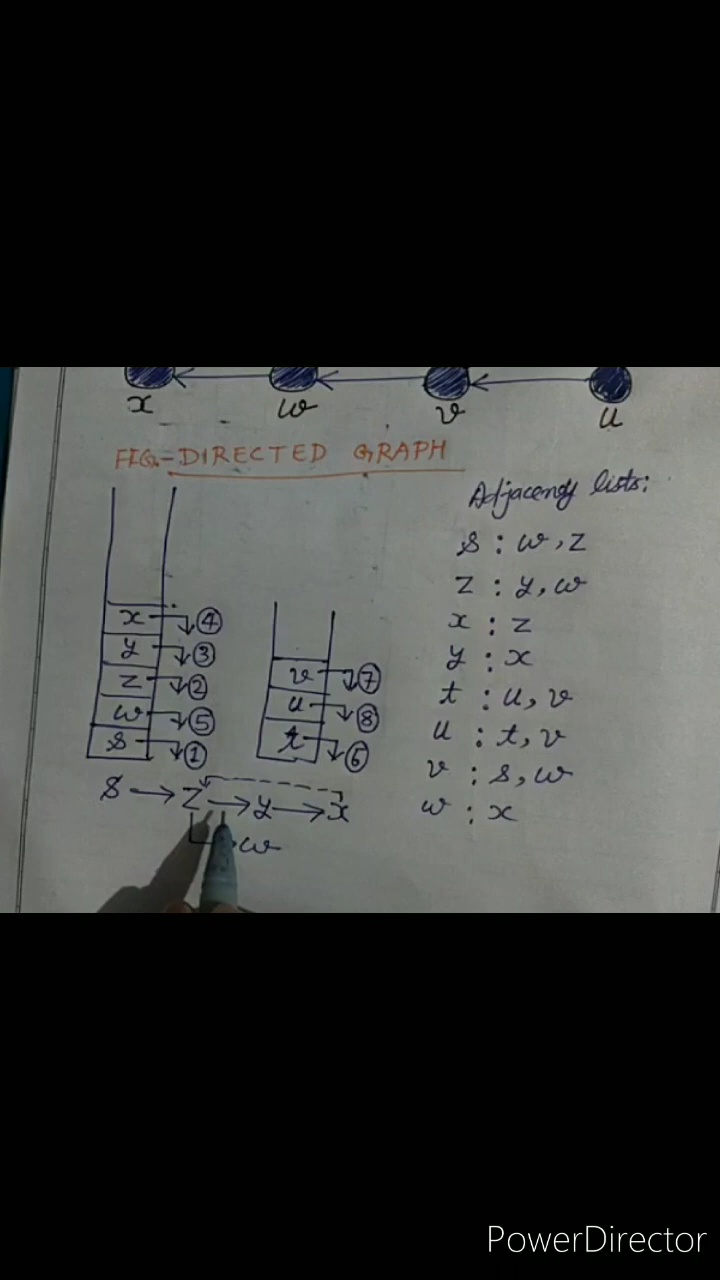 x w v u
FIG.-DIRECTED GRAPH
Adjacency lists:
s : w, z
z : y, w
x : z
y : x
t : u, v
u : t, v
v : s, w
w : x
x 4
y 3
z 2
w 5
s 1
v 7
u 8
t 6
s → z → y → x
w
PowerDirector